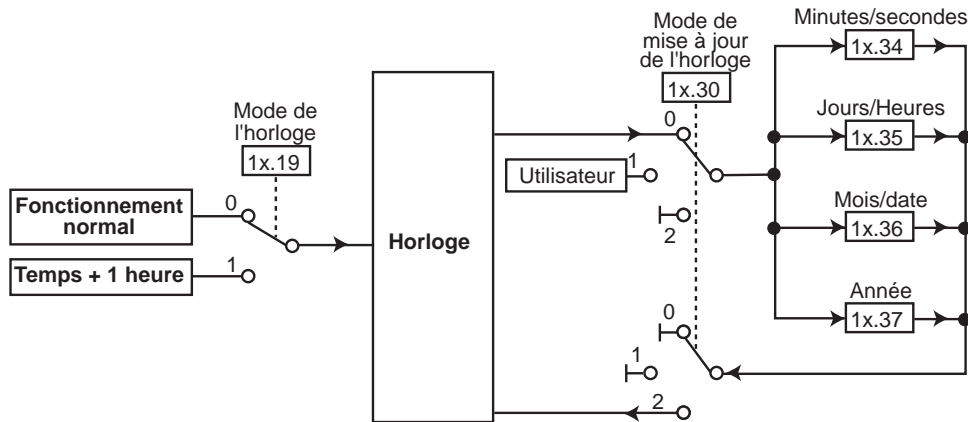 Mode de
l'horloge
1x.19
0
Fonctionnement
normal
1
Temps + 1 heure
Horloge
Mode de
mise à jour
de l'horloge
1x.30
0
1
Utilisateur
2
0
1
2
Minutes/secondes
1x.34
Jours/Heures
1x.35
Mois/date
1x.36
Année
1x.37